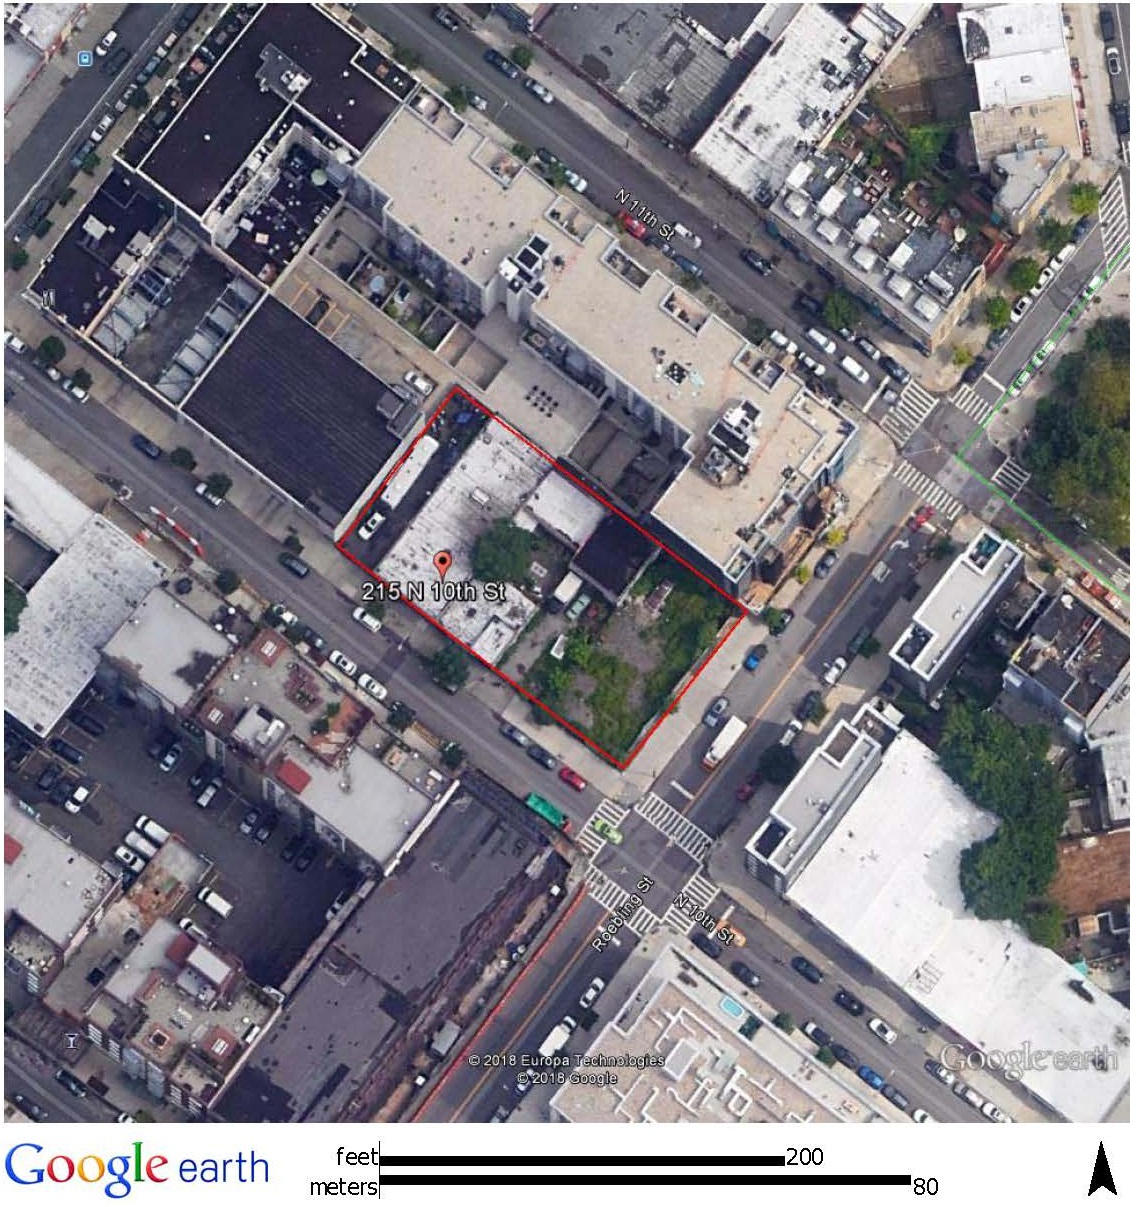 N 11th St
215 N 10th St
Roebling St
N 10th St
© 2018 Europa Technologies
© 2018 Google
Google earth
Google earth
feet 200
meters 80